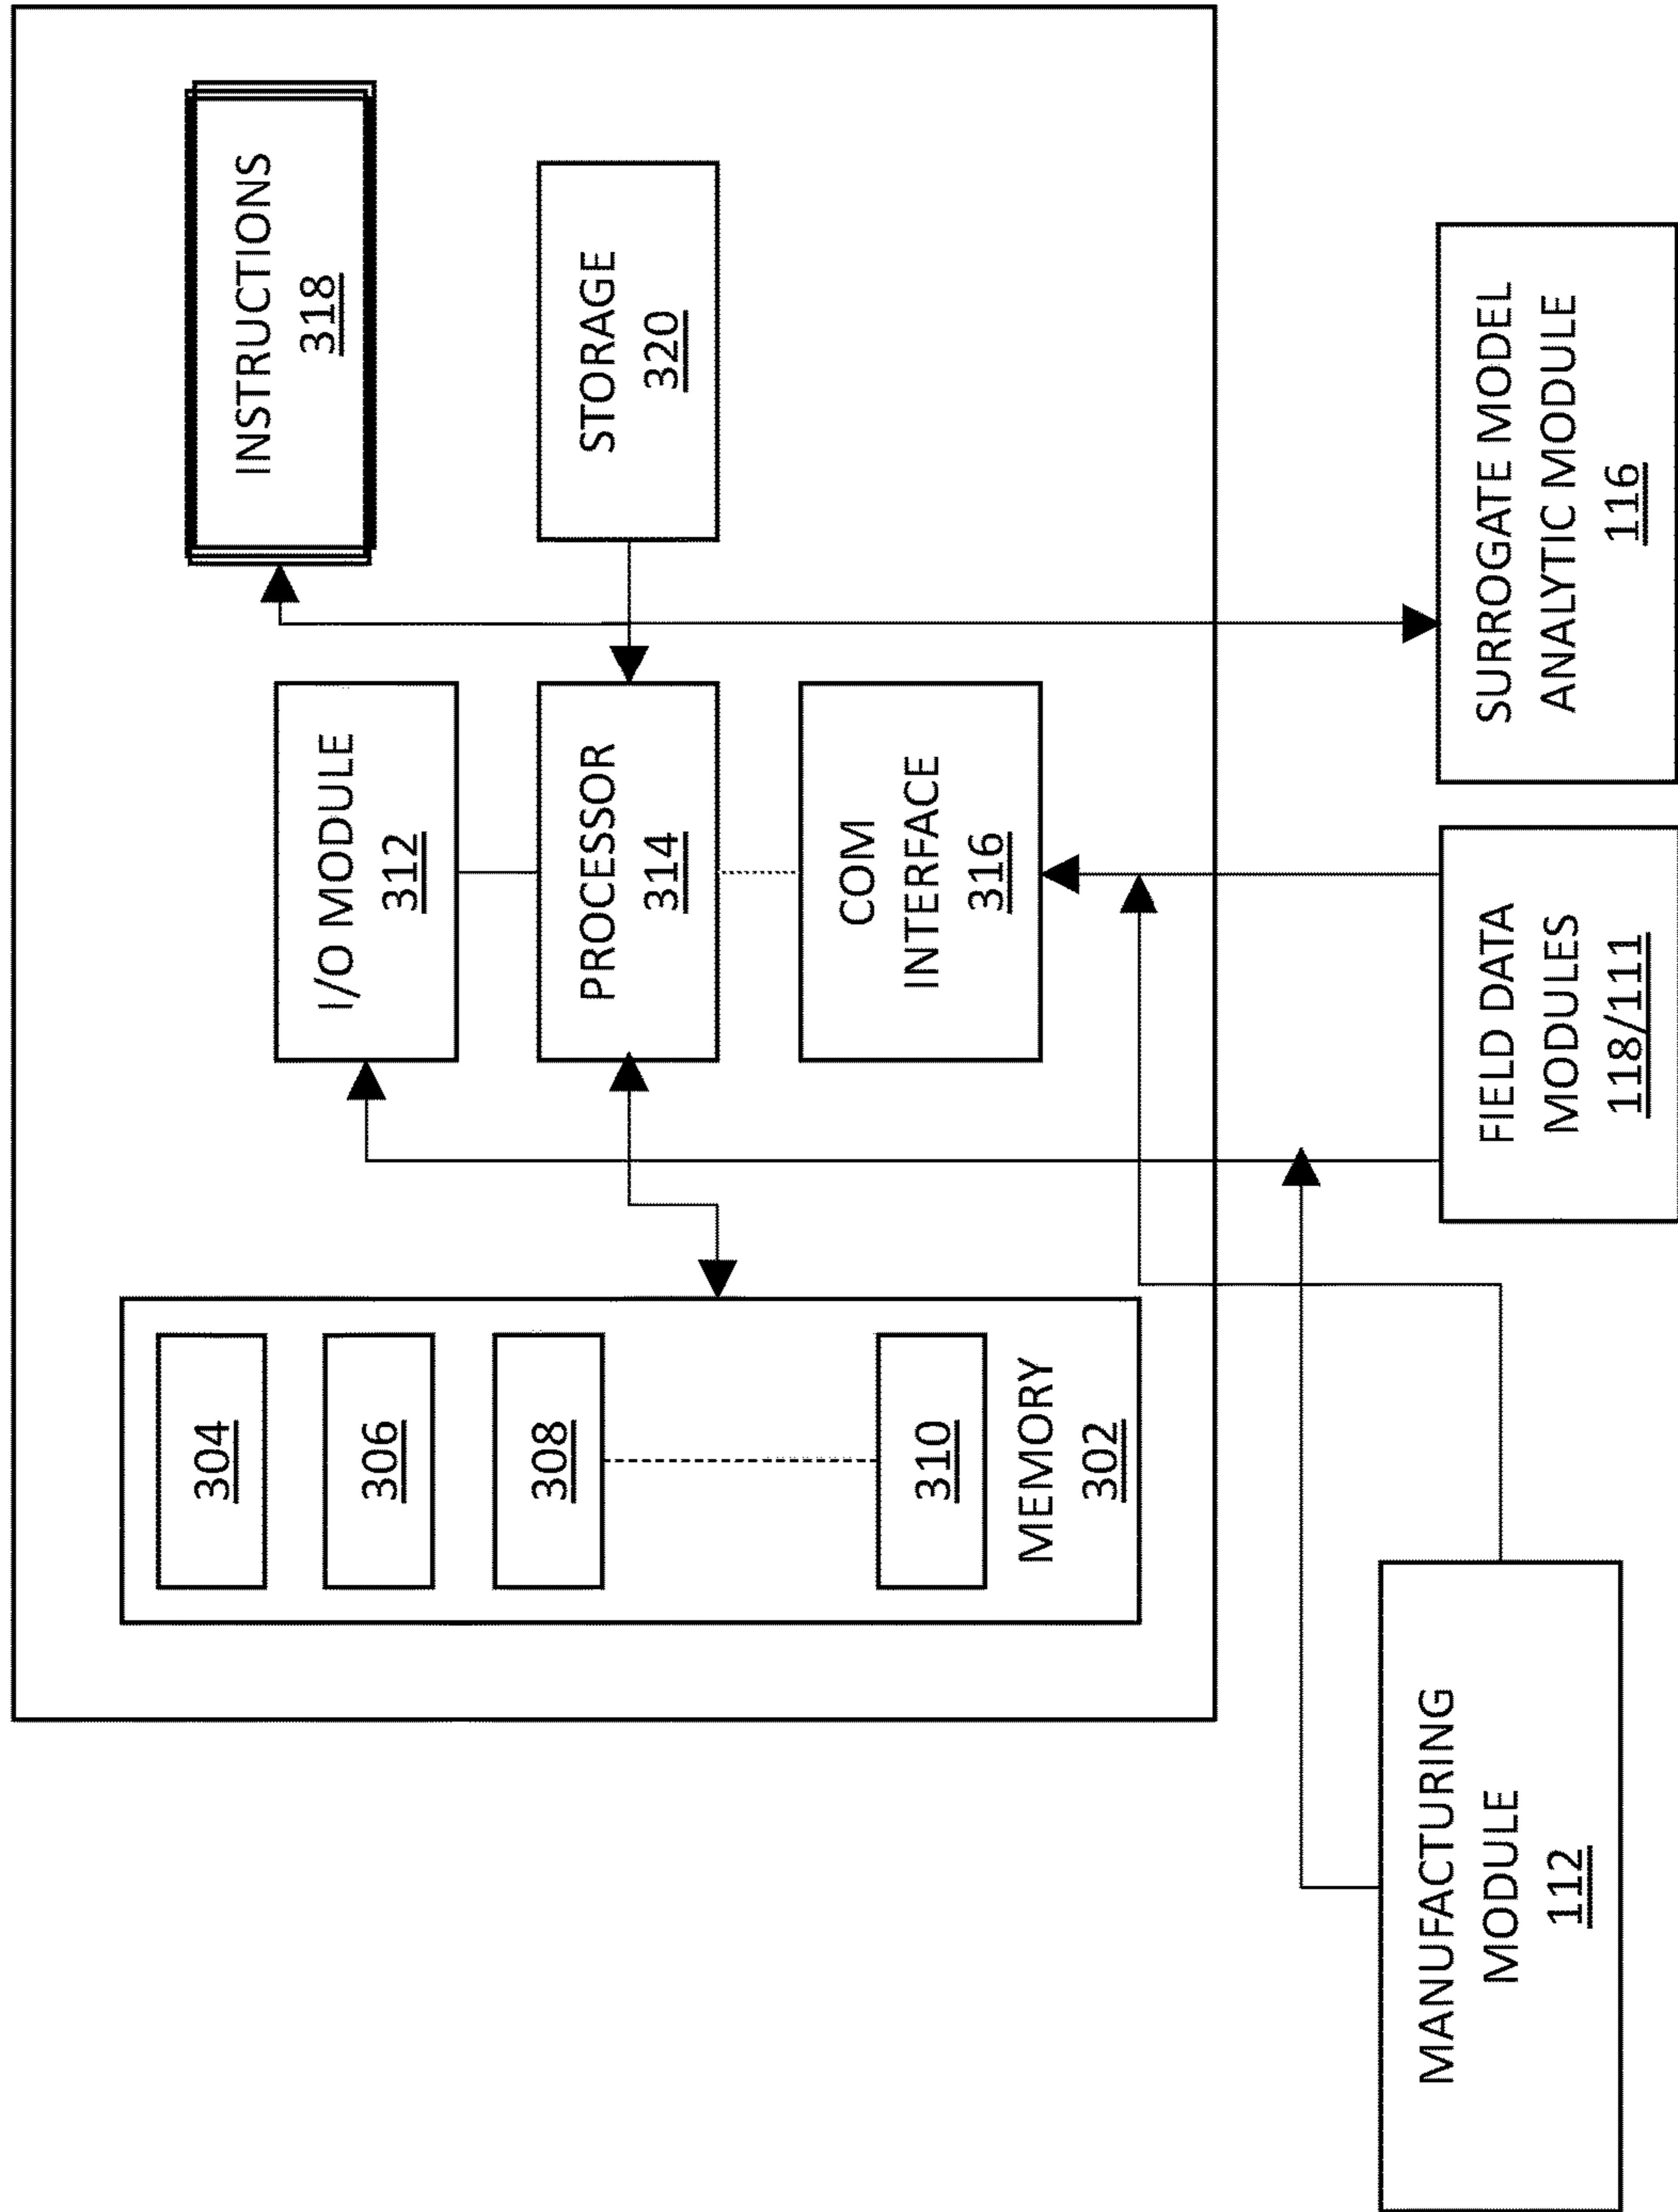 304
306
308
310
MEMORY
302
I/O MODULE
312
PROCESSOR
314
COM
INTERFACE
316
INSTRUCTIONS
318
STORAGE
320
MANUFACTURING
MODULE
112
FIELD DATA
MODULES
118/111
SURROGATE MODEL
ANALYTIC MODULE
116